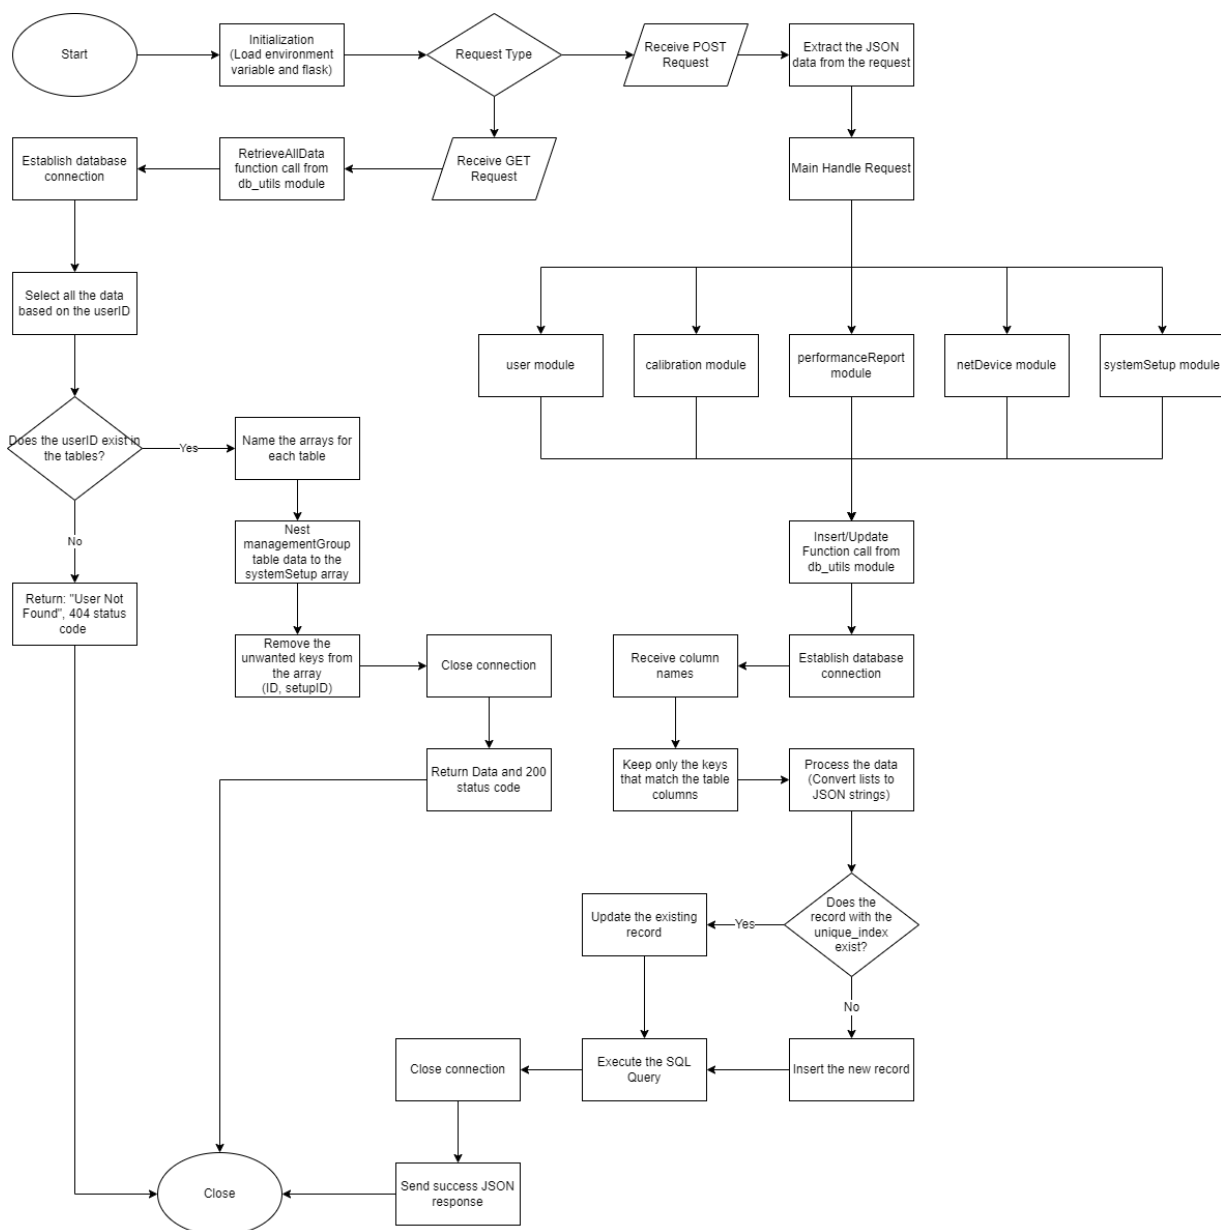 Start
Initialization
(Load environment
variable and flask)
Request Type
Receive POST
Request
Extract the JSON
data from the request
Establish database
connection
RetrieveAllData
function call from
db_utils module
Receive GET
Request
Main Handle Request
Select all the data
based on the userID
user module
calibration module
performanceReport
module
netDevice module
systemSetup module
Does the userID exist in
the tables?
Yes
Name the arrays for
each table
No
Nest
managementGroup
table data to the
systemSetup array
Insert/Update
Function call from
db_utils module
Return: "User Not
Found", 404 status
code
Remove the
unwanted keys from
the array
(ID, setupID)
Close connection
Receive column
names
Establish database
connection
Return Data and 200
status code
Keep only the keys
that match the table
columns
Process the data
(Convert lists to
JSON strings)
Update the existing
record
Yes
Does the
record with the
unique_index
exist?
No
Close connection
Execute the SQL
Query
Insert the new record
Close
Send success JSON
response